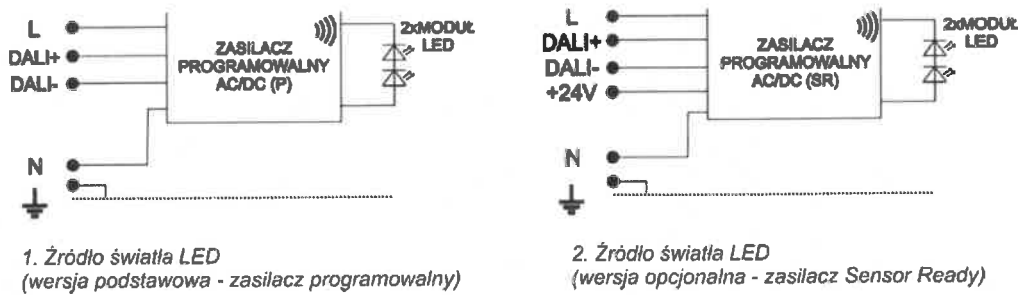 L
DALI+
DALI-
N
ZASILACZ
PROGRAMOWALNY
AC/DC (P)
2xMODUŁ
LED
1. Źródło światła LED
(wersja podstawowa - zasilacz programowalny)
L
DALI+
DALI-
+24V
N
ZASILACZ
PROGRAMOWALNY
AC/DC (SR)
2xMODUŁ
LED
2. Źródło światła LED
(wersja opcjonalna - zasilacz Sensor Ready)